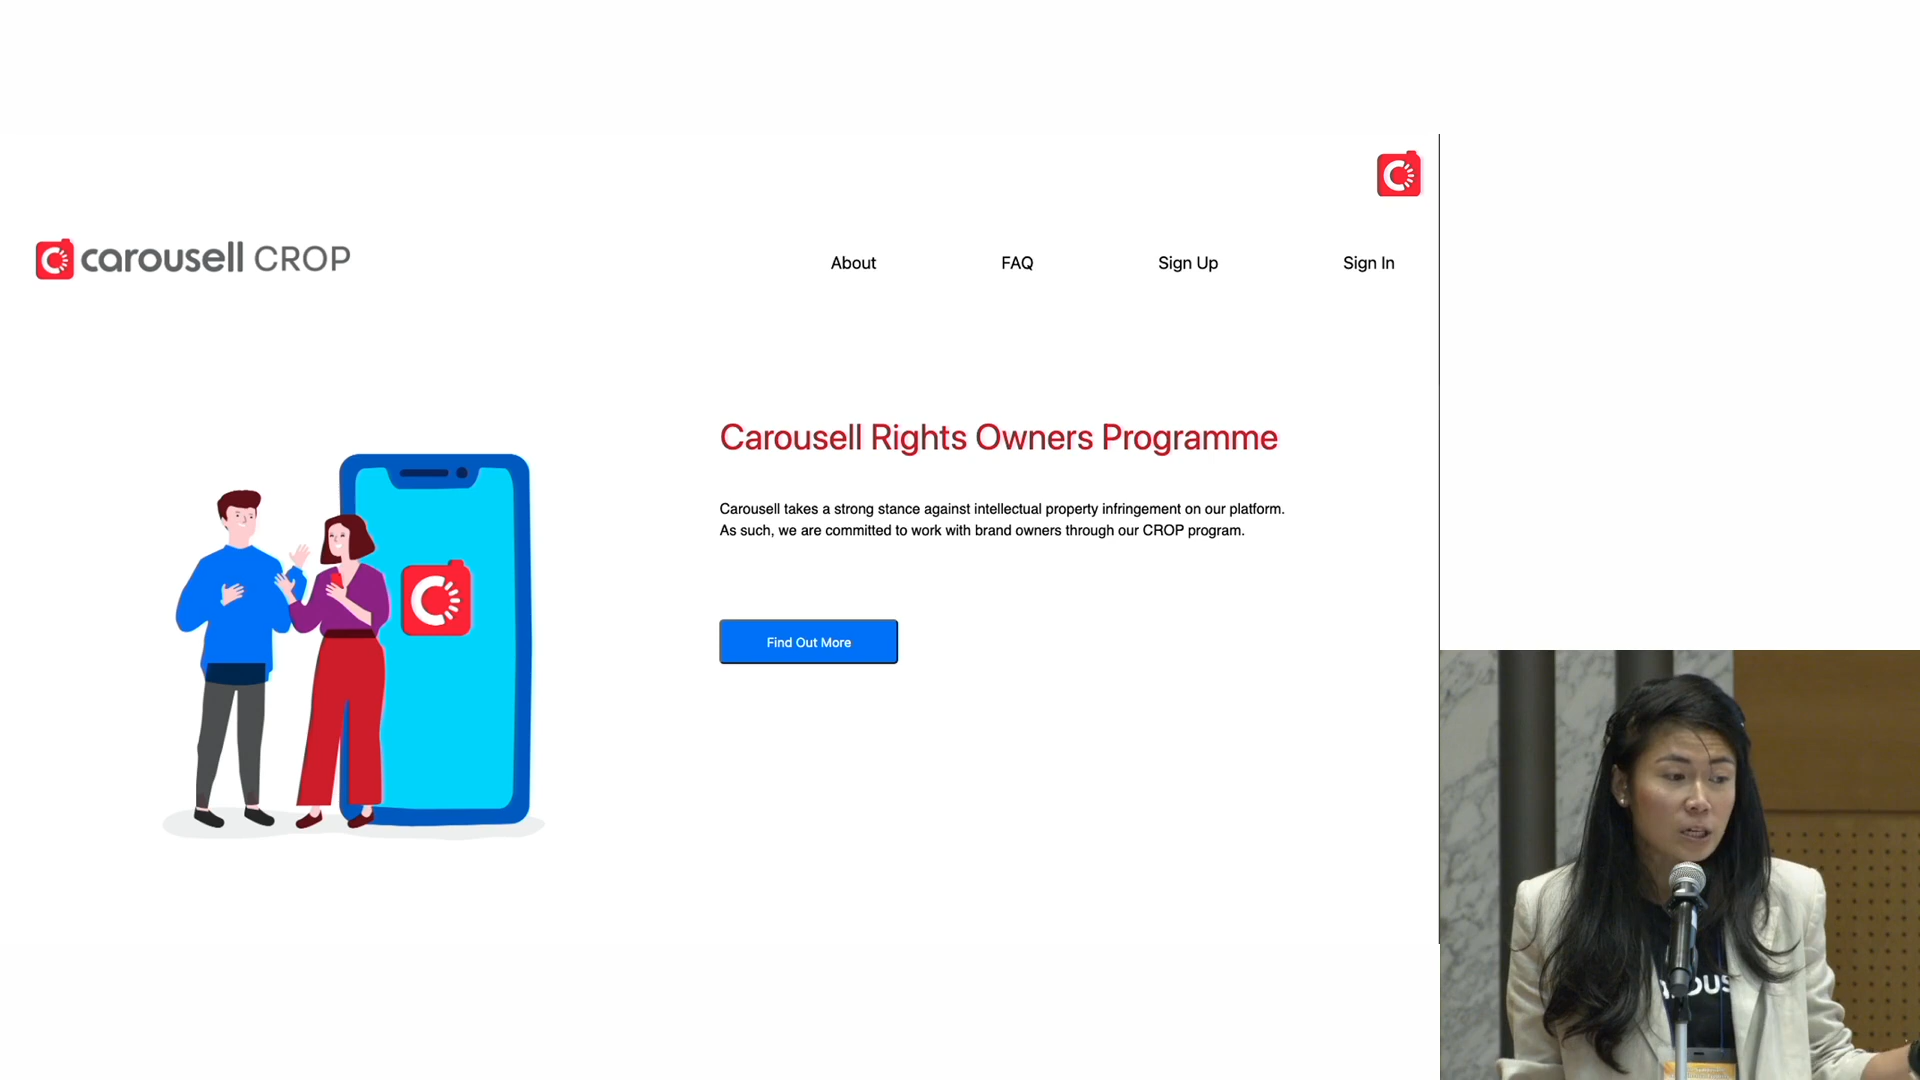 carousell CROP
About
FAQ
Sign Up
Sign In
Carousell Rights Owners Programme
Carousell takes a strong stance against intellectual property infringement on our platform.
As such, we are committed to work with brand owners through our CROP program.
Find Out More